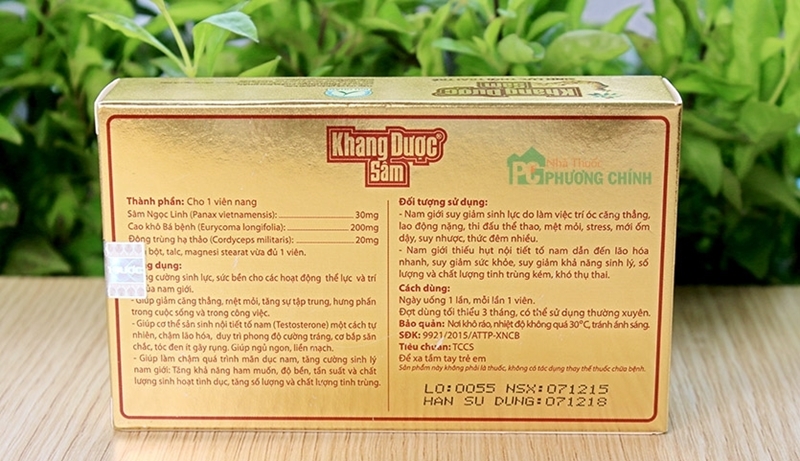 Khang Dược
Sâm
Khang Dược®
Sâm
Nhà Thuốc
PC PHƯƠNG CHÍNH
Thành phần: Cho 1 viên nang
Sâm Ngọc Linh (Panax vietnamensis): 30mg
Cao khô Bá bệnh (Eurycoma longifolia): 200mg
Đông trùng hạ thảo (Cordyceps militaris): 20mg
bột, talc, magnesi stearat vừa đủ 1 viên.
dụng:
cường sinh lực, sức bền cho các hoạt động thể lực và trí
của nam giới.
- Giúp giảm căng thẳng, mệt mỏi, tăng sự tập trung, hưng phấn
trong cuộc sống và trong công việc.
- Giúp cơ thể sản sinh nội tiết tố nam (Testosterone) một cách tự
nhiên, chậm lão hóa, duy trì phong độ cường tráng, cơ bắp săn
chắc, tóc đen ít gãy rụng. Giúp ngủ ngon, liền mạch.
- Giúp làm chậm quá trình mãn dục nam, tăng cường sinh lý
nam giới: Tăng khả năng ham muốn, độ bền, tần suất và chất
lượng sinh hoạt tình dục, tăng số lượng và chất lượng tinh trùng.
Đối tượng sử dụng:
- Nam giới suy giảm sinh lực do làm việc trí óc căng thẳng,
lao động nặng, thi đấu thể thao, mệt mỏi, stress, mới ốm
dậy, suy nhược, thức đêm nhiều.
- Nam giới thiếu hụt nội tiết tố nam dẫn đến lão hóa
nhanh, suy giảm sức khỏe, suy giảm khả năng sinh lý, số
lượng và chất lượng tinh trùng kém, khó thụ thai.
Cách dùng:
Ngày uống 1 lần, mỗi lần 1 viên.
Đợt dùng tối thiểu 3 tháng, có thể sử dụng thường xuyên.
Bảo quản: Nơi khô ráo, nhiệt độ không quá 30°C, tránh ánh sáng.
SĐK: 9921/2015/ATTP-XNCB
Tiêu chuẩn: TCCS
Để xa tầm tay trẻ em
Sản phẩm này không phải là thuốc, không có tác dụng thay thế thuốc chữa bệnh.
LO:0055 NSX:071215
HAN SU DUNG:071218